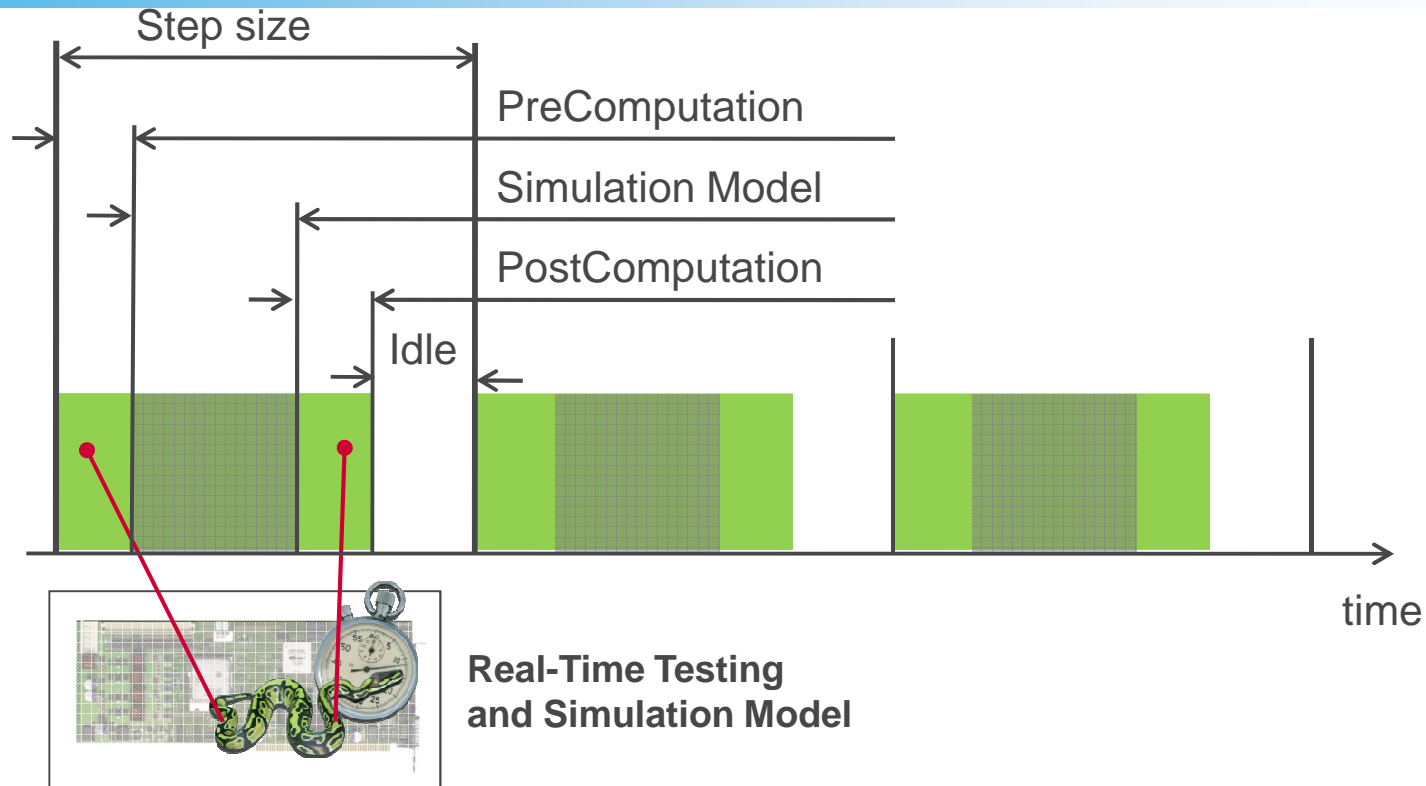 Step size
PreComputation
Simulation Model
PostComputation
Idle
time
Real-Time Testing
and Simulation Model